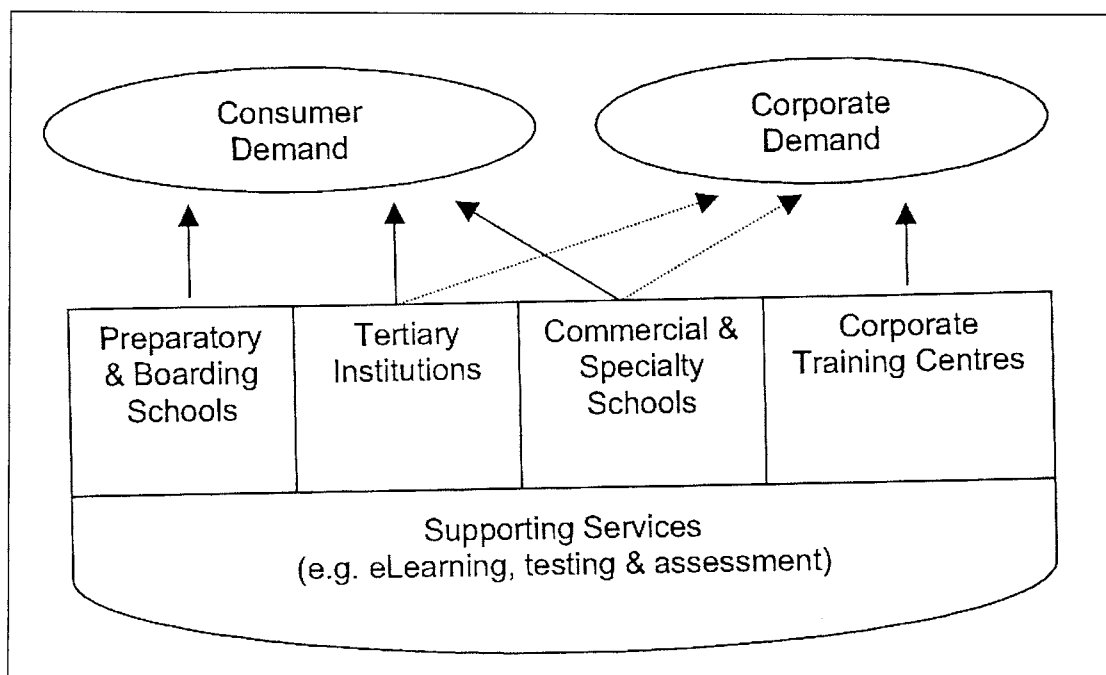 Consumer
Demand
Corporate
Demand
Preparatory
& Boarding
Schools
Tertiary
Institutions
Commercial &
Specialty
Schools
Corporate
Training Centres
Supporting Services
(e.g. eLearning, testing & assessment)